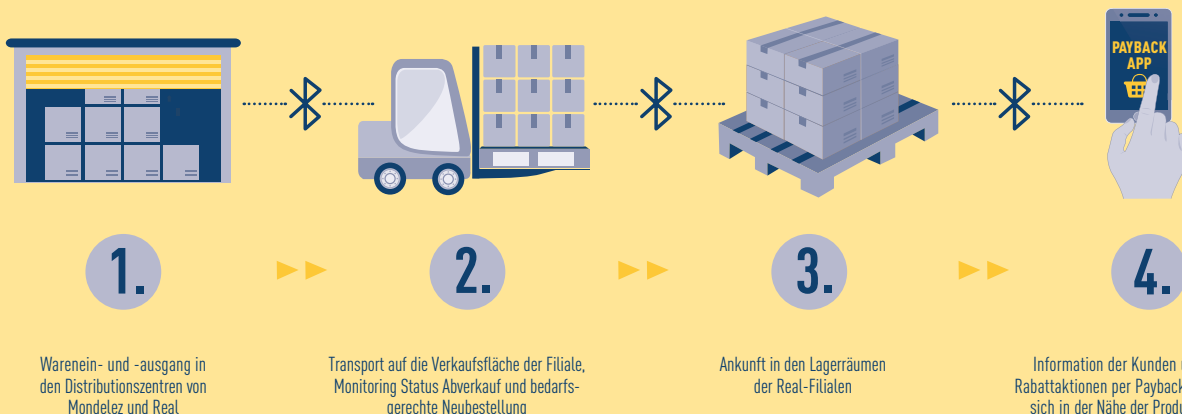 PAYBACK
APP
1.
2.
3.
4.
Warenein- und -ausgang in
den Distributionszentren von
Mondelez und Real
Transport auf die Verkaufsfläche der Filiale,
Monitoring Status Abverkauf und bedarfs-
gerechte Neubestellung
Ankunft in den Lagerräumen
der Real-Filialen
Information der Kunden
Rabattaktionen per Payback
sich in der Nähe der